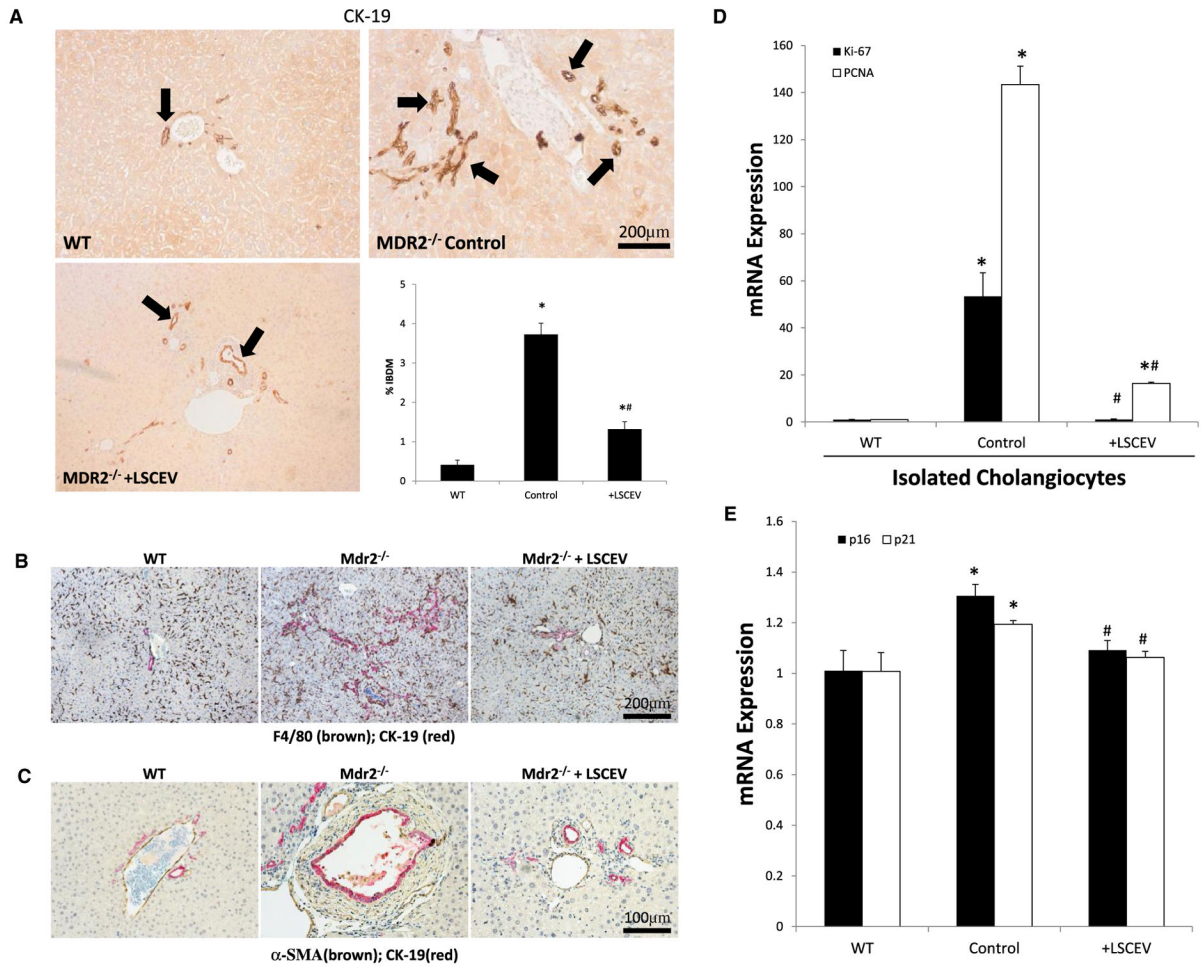 A
CK-19
WT
MDR2-/- Control
200µm
MDR2-/- +LSCEV
% IBDM
5
4
3
2
1
0
*
*#
WT
Control
+LSCEV
B
WT
Mdr2-/-
Mdr2-/- + LSCEV
200µm
F4/80 (brown); CK-19 (red)
C
WT
Mdr2-/-
Mdr2-/- + LSCEV
100µm
α-SMA(brown); CK-19(red)
D
Ki-67
PCNA
mRNA Expression
160
140
120
100
80
60
40
20
0
*
*
#
*#
WT
Control
+LSCEV
Isolated Cholangiocytes
E
p16
p21
mRNA Expression
1.6
1.4
1.2
1
0.8
0.6
0.4
0.2
0
*
*
#
#
WT
Control
+LSCEV